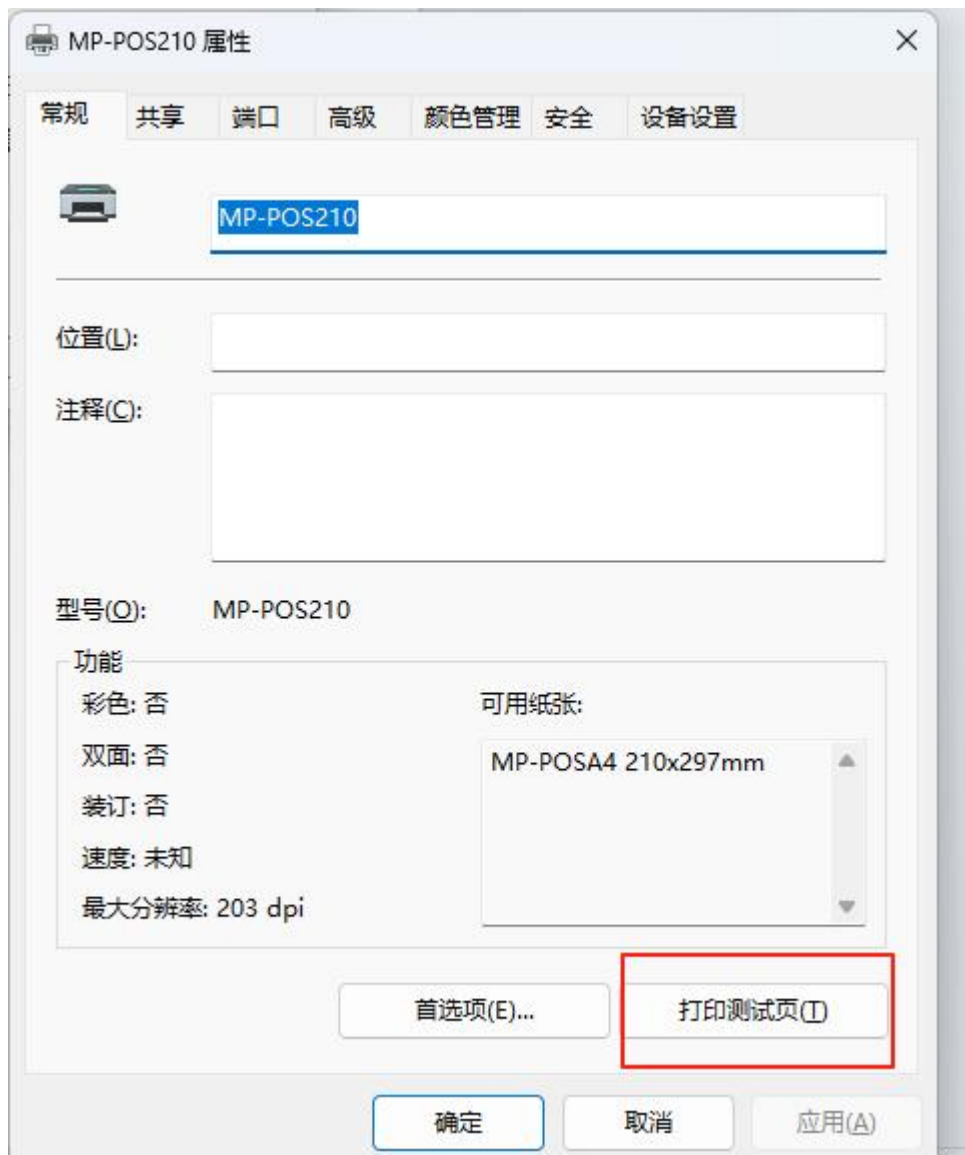 MP-POS210 属性
常规 共享 端口 高级 颜色管理 安全 设备设置
MP-POS210
位置(L):
注释(C):
型号(O): MP-POS210
功能
彩色: 否
可用纸张:
双面: 否
MP-POSA4 210x297mm
装订: 否
速度: 未知
最大分辨率: 203 dpi
首选项(E)... 打印测试页(T)
确定 取消 应用(A)